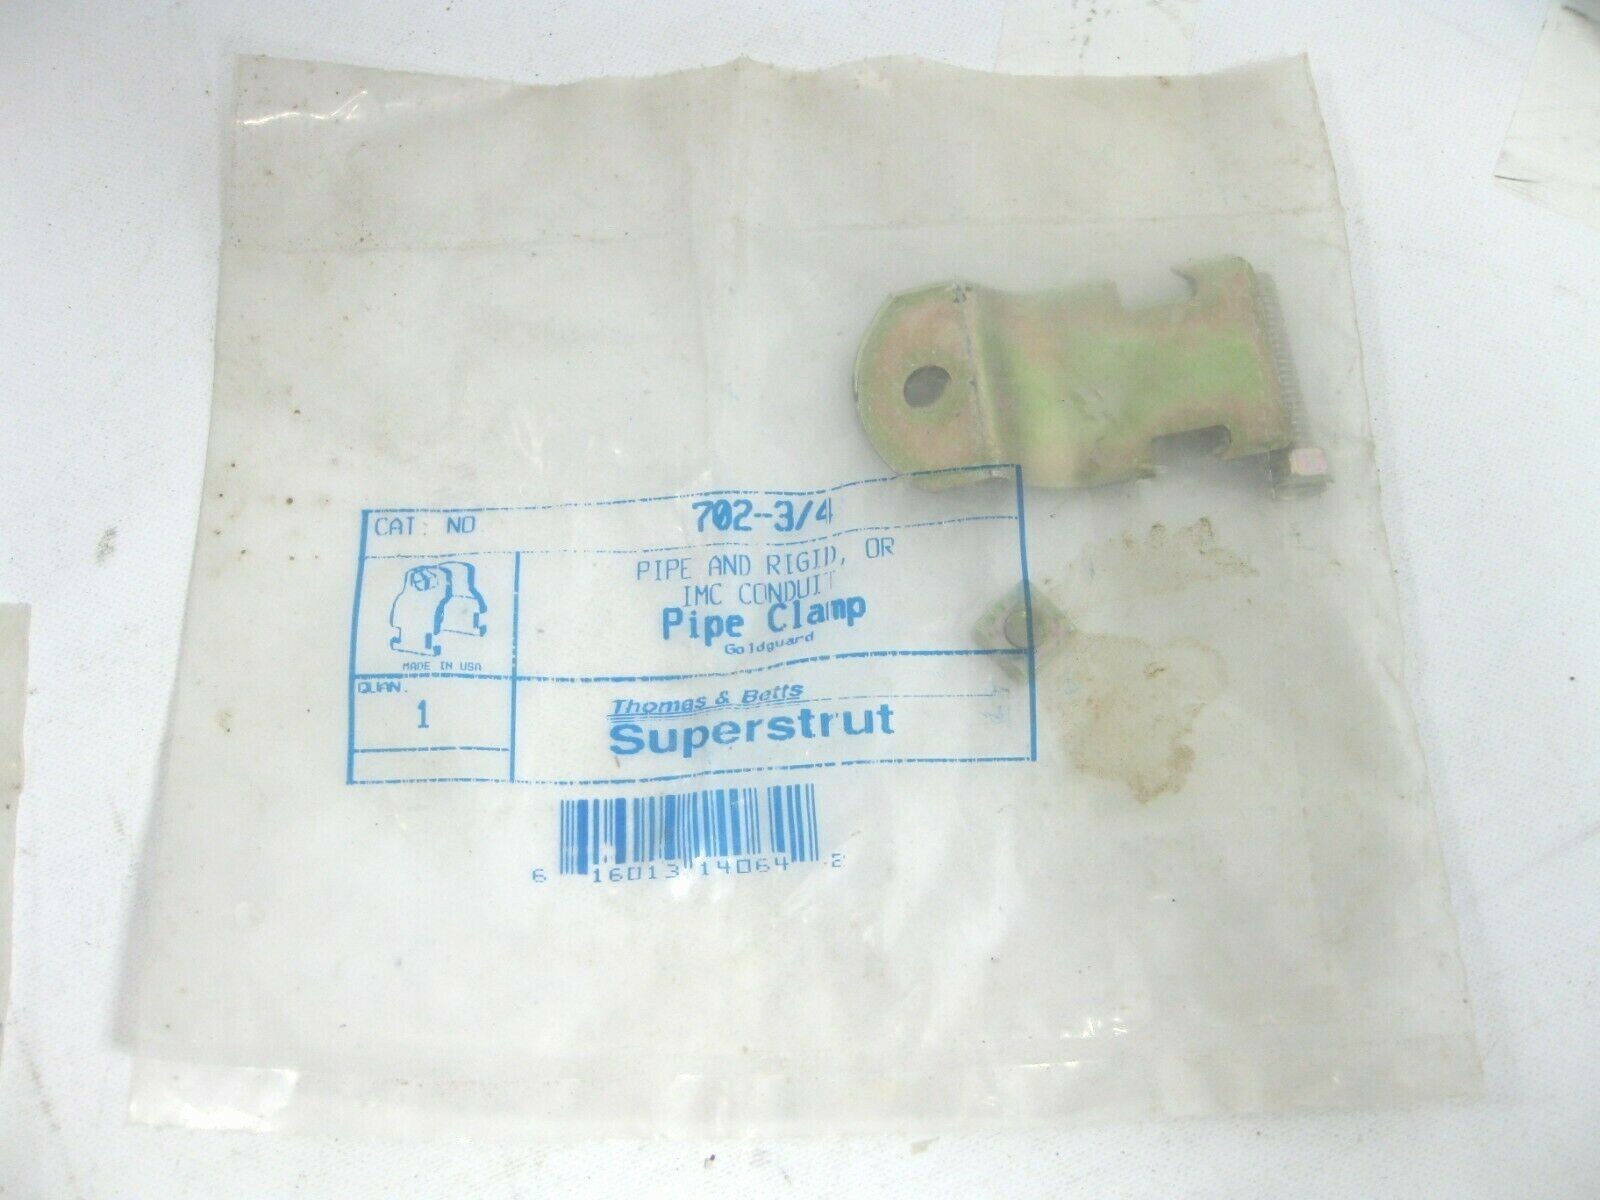 CAT: NO
702-3/4
PIPE AND RIGID, OR
IMC CONDUIT
Pipe Clamp
Goldguard
MADE IN USA
QUAN.
1
Thomas & Betts
Superstrut
6 16013 14064 2